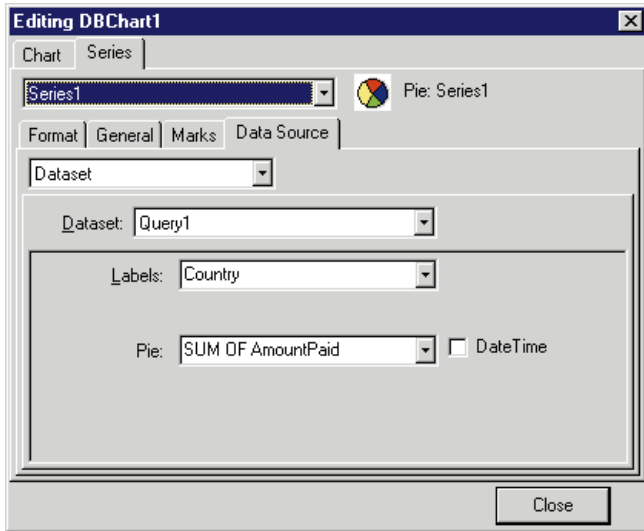 Editing DBChart1
Chart Series
Series1 Pie: Series1
Format General Marks Data Source
Dataset
Dataset: Query1
Labels: Country
Pie: SUM OF AmountPaid DateTime
Close